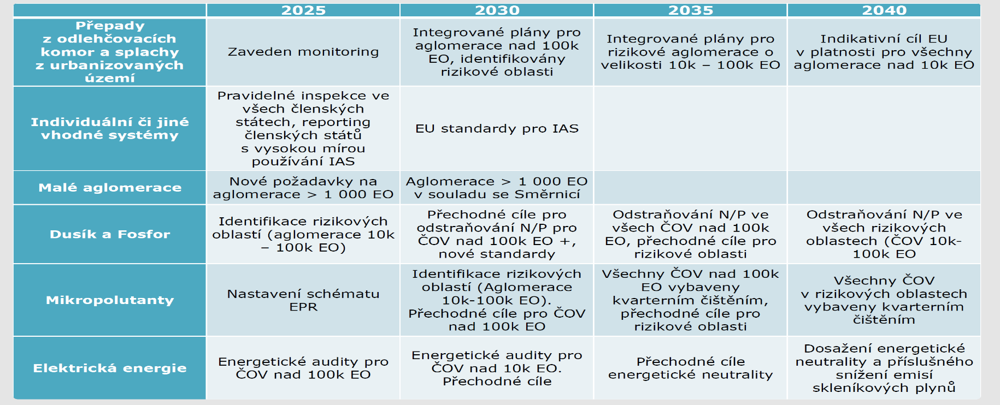 2025
2030
2035
2040
Přepady
z odlehčovacích
komor a splachy
z urbanizovaných
území
Zaveden monitoring
Integrované plány pro
aglomerace nad 100k
EO, identifikovány
rizikové oblasti
Integrované plány pro
rizikové aglomerace o
velikosti 10k – 100k EO
Indikativní cíl EU
v platnosti pro všechny
aglomerace nad 10k EO
Individuální či jiné
vhodné systémy
Pravidelné inspekce ve
všech členských
státech, reporting
členských států
s vysokou mírou
používání IAS
EU standardy pro IAS
Malé aglomerace
Nové požadavky na
aglomerace > 1 000 EO
Aglomerace > 1 000 EO
v souladu se Směrnicí
Dusík a Fosfor
Identifikace rizikových
oblastí (aglomerace 10k
– 100k EO)
Přechodné cíle pro
odstraňování N/P pro
ČOV nad 100k EO +,
nové standardy
Odstraňování N/P ve
všech ČOV nad 100k
EO, přechodné cíle pro
rizikové oblasti
Odstraňování N/P ve
všech rizikových
oblastech (ČOV 10k-
100k EO
Mikropolutanty
Nastavení schématu
EPR
Identifikace rizikových
oblastí (Aglomerace
10k-100k EO).
Přechodné cíle pro ČOV
nad 100k EO
Všechny ČOV nad 100k
EO vybaveny
kvarterním čištěním,
přechodné cíle pro
rizikové oblasti
Všechny ČOV
v rizikových oblastech
vybaveny kvarterním
čištěním
Elektrická energie
Energetické audity pro
ČOV nad 100k EO
Energetické audity pro
ČOV nad 10k EO.
Přechodné cíle
Přechodné cíle
energetické neutrality
Dosažení energetické
neutrality a příslušného
snížení emisí
skleníkových plynů